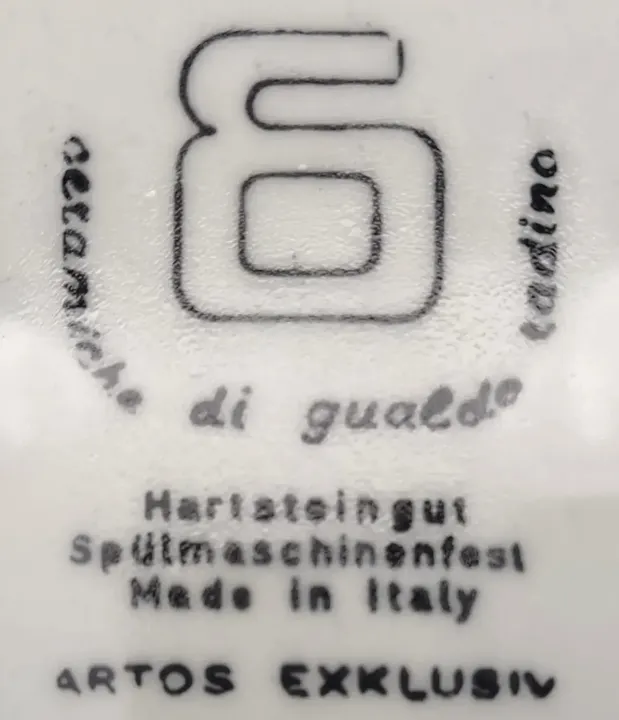 ceramiche di gualdo tadino
Hartsteingut
Spülmaschinenfest
Made in Italy
ARTOS EXKLUSIV